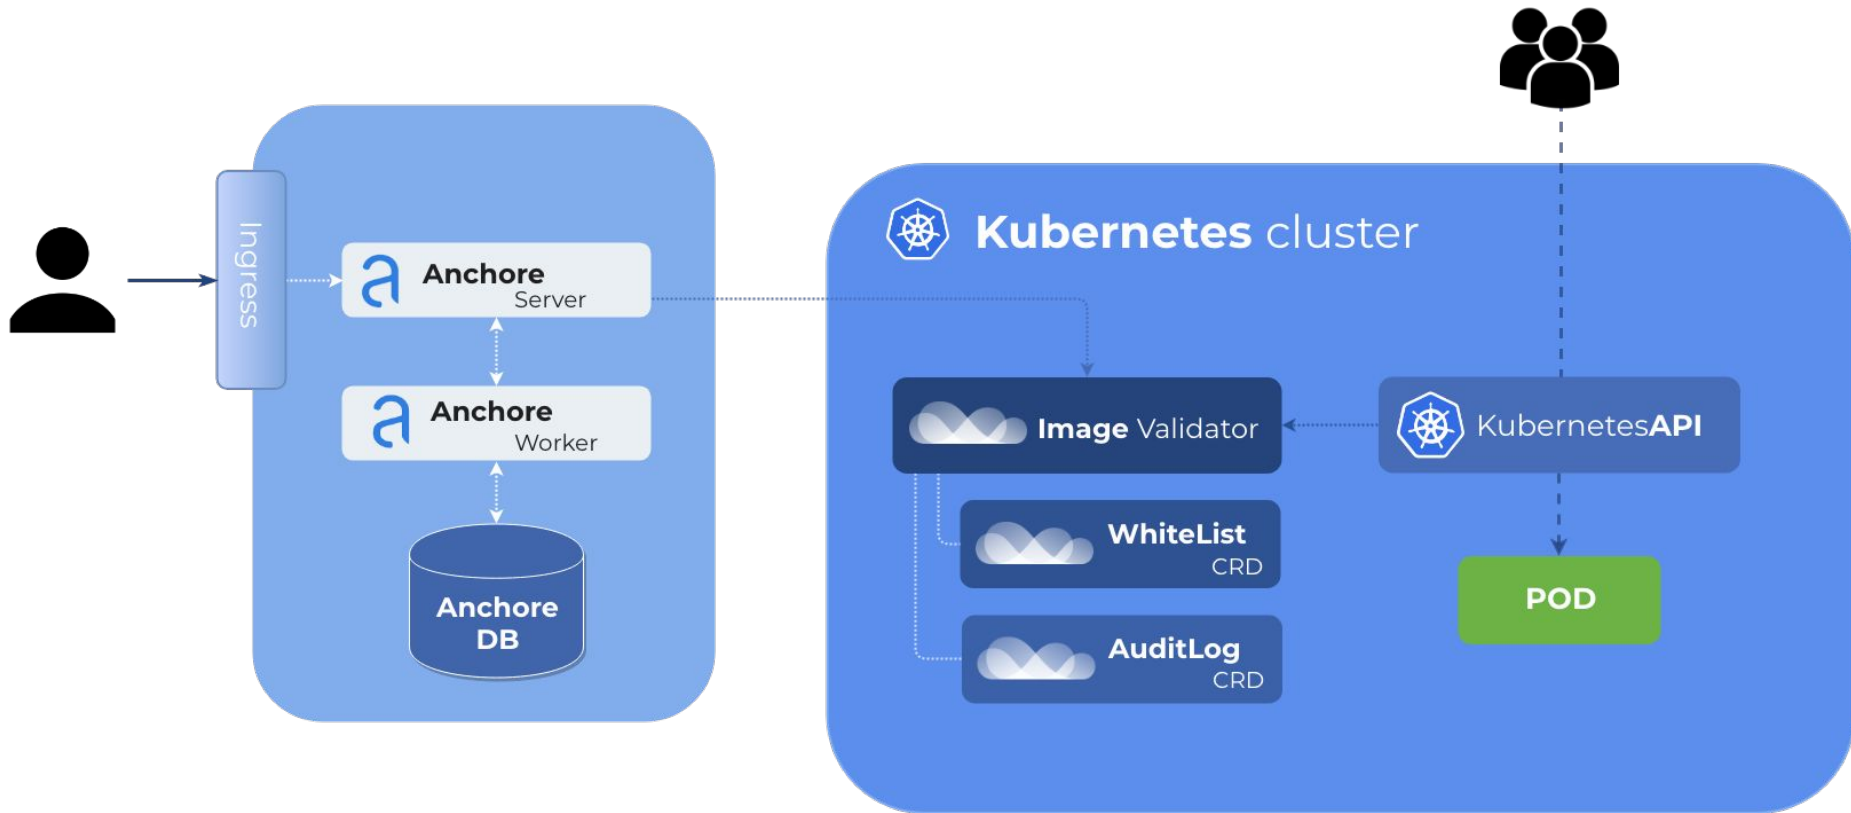 Ingress
Anchore
Server
Anchore
Worker
Anchore
DB
Kubernetes cluster
Image Validator
KubernetesAPI
WhiteList
CRD
AuditLog
CRD
POD